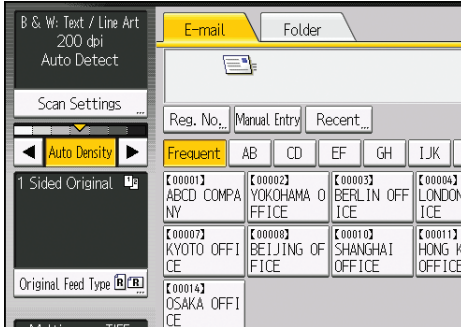 B & W: Text / Line Art
200 dpi
Auto Detect
Scan Settings
Auto Density
1 Sided Original
Original Feed Type
E-mail
Folder
Reg. No.
Manual Entry
Recent
Frequent
AB
CD
EF
GH
IJK
[00001]
ABCD COMPA
NY
[00002]
YOKOHAMA O
FFICE
[00003]
BERLIN OFF
ICE
[00004]
LONDON
ICE
[00007]
KYOTO OFFI
CE
[00008]
BEIJING OF
FICE
[00010]
SHANGHAI
OFFICE
[00011]
HONG K
OFFICE
[00014]
OSAKA OFFI
CE